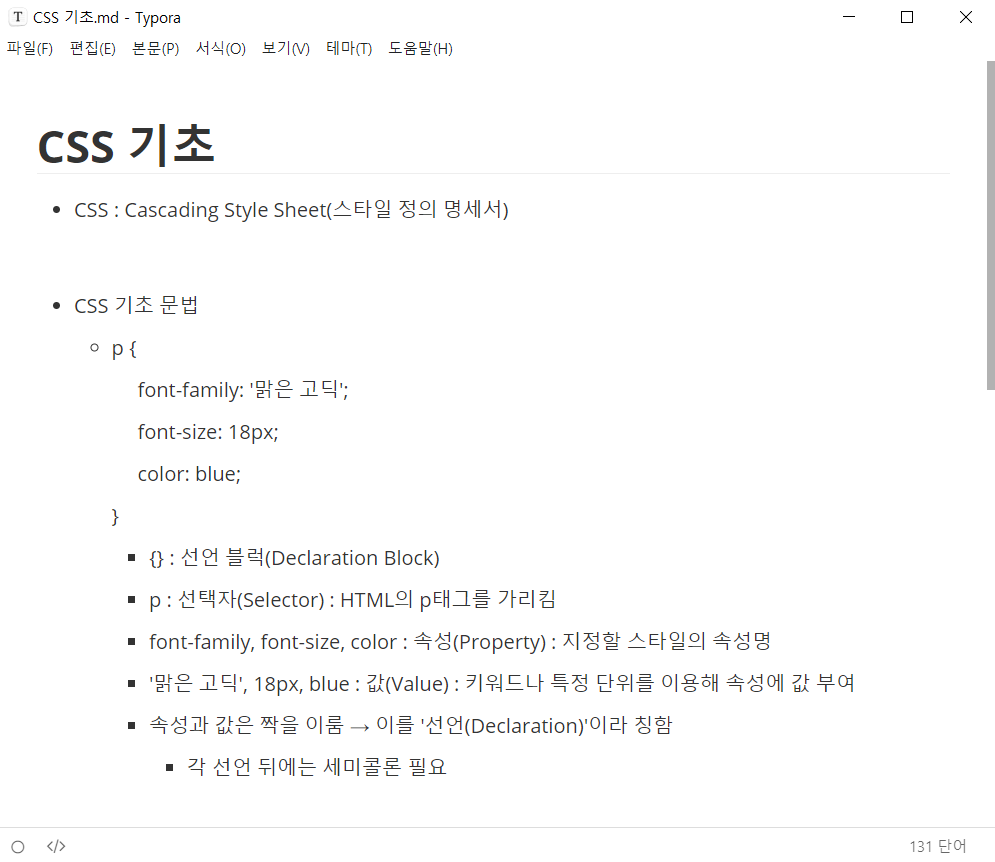 CSS 기초.md - Typora
파일(F) 편집(E) 본문(P) 서식(O) 보기(V) 테마(T) 도움말(H)
CSS 기초
CSS : Cascading Style Sheet(스타일 정의 명세서)
CSS 기초 문법
p {
font-family: '맑은 고딕';
font-size: 18px;
color: blue;
}
{} : 선언 블럭(Declaration Block)
p : 선택자(Selector) : HTML의 p태그를 가리킴
font-family, font-size, color : 속성(Property) : 지정할 스타일의 속성명
'맑은 고딕', 18px, blue : 값(Value) : 키워드나 특정 단위를 이용해 속성에 값 부여
속성과 값은 짝을 이룸 → 이를 '선언(Declaration)'이라 칭함
각 선언 뒤에는 세미콜론 필요
131 단어